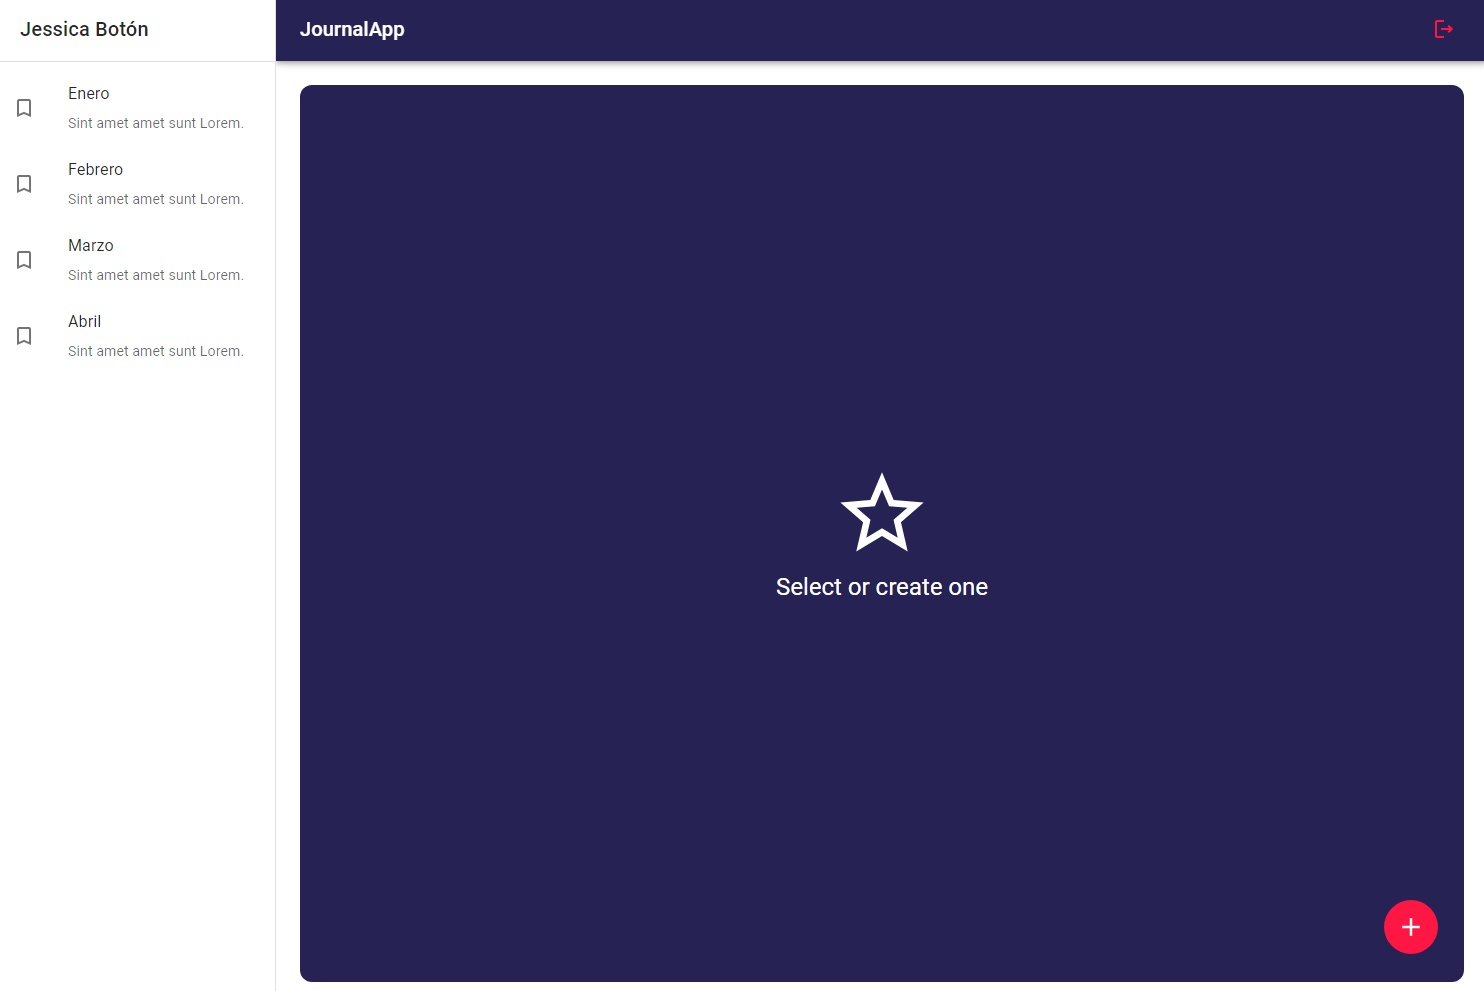 Jessica Botón
JournalApp
Enero
Sint amet amet sunt Lorem.
Febrero
Sint amet amet sunt Lorem.
Marzo
Sint amet amet sunt Lorem.
Abril
Sint amet amet sunt Lorem.
Select or create one